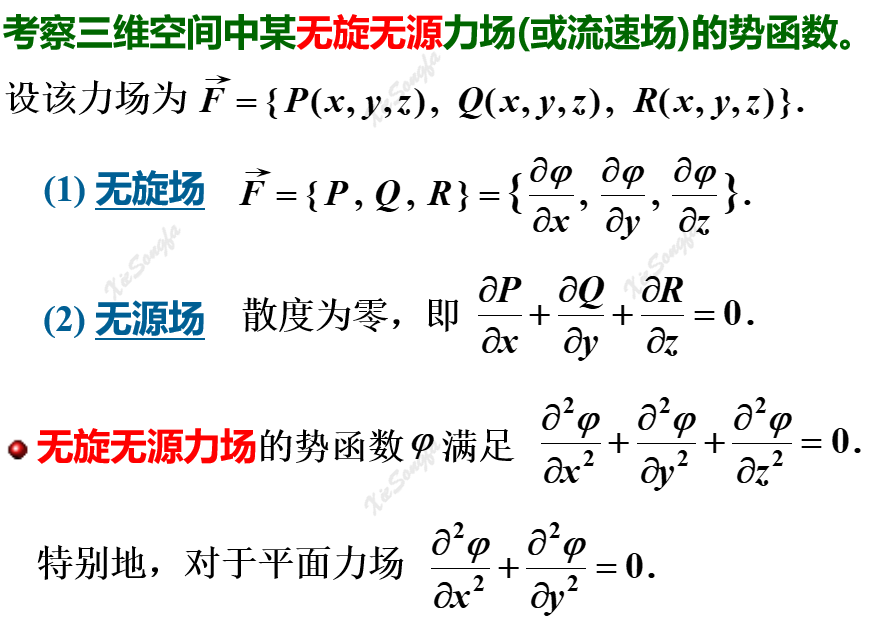 考察三维空间中某无旋无源力场(或流速场)的势函数。
设该力场为 $\vec{F} = \{P(x, y, z), Q(x, y, z), R(x, y, z)\}.$
(1) 无旋场 $\vec{F} = \{P, Q, R\} = \{\frac{\partial \varphi}{\partial x}, \frac{\partial \varphi}{\partial y}, \frac{\partial \varphi}{\partial z}\}.$
XieSongfa
(2) 无源场 散度为零，即 $\frac{\partial P}{\partial x} + \frac{\partial Q}{\partial y} + \frac{\partial R}{\partial z} = 0.$
无旋无源力场的势函数 $\varphi$ 满足 $\frac{\partial^2 \varphi}{\partial x^2} + \frac{\partial^2 \varphi}{\partial y^2} + \frac{\partial^2 \varphi}{\partial z^2} = 0.$
特别地，对于平面力场 $\frac{\partial^2 \varphi}{\partial x^2} + \frac{\partial^2 \varphi}{\partial y^2} = 0.$